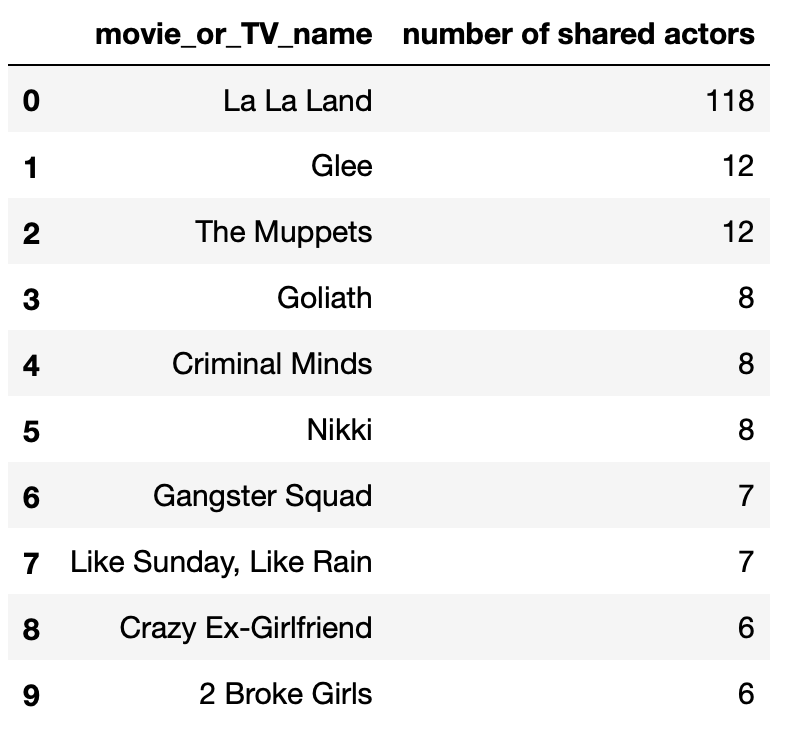 movie_or_TV_name number of shared actors
0 La La Land 118
1 Glee 12
2 The Muppets 12
3 Goliath 8
4 Criminal Minds 8
5 Nikki 8
6 Gangster Squad 7
7 Like Sunday, Like Rain 7
8 Crazy Ex-Girlfriend 6
9 2 Broke Girls 6